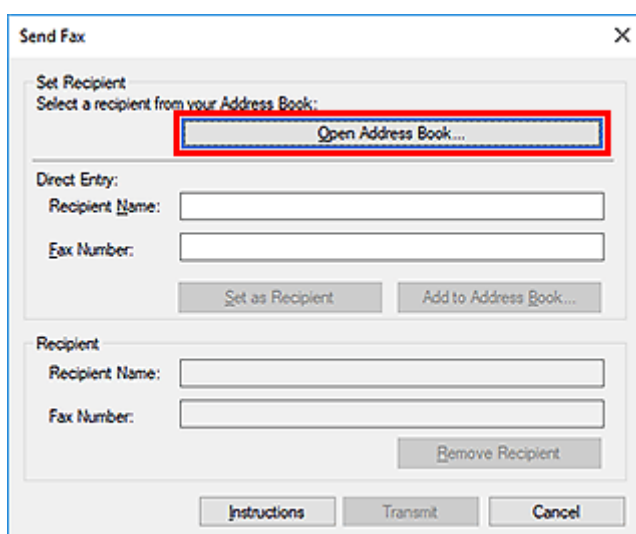 Send Fax
Set Recipient
Select a recipient from your Address Book:
Open Address Book...
Direct Entry:
Recipient Name:
Fax Number:
Set as Recipient Add to Address Book...
Recipient
Recipient Name:
Fax Number:
Remove Recipient
Instructions Transmit Cancel